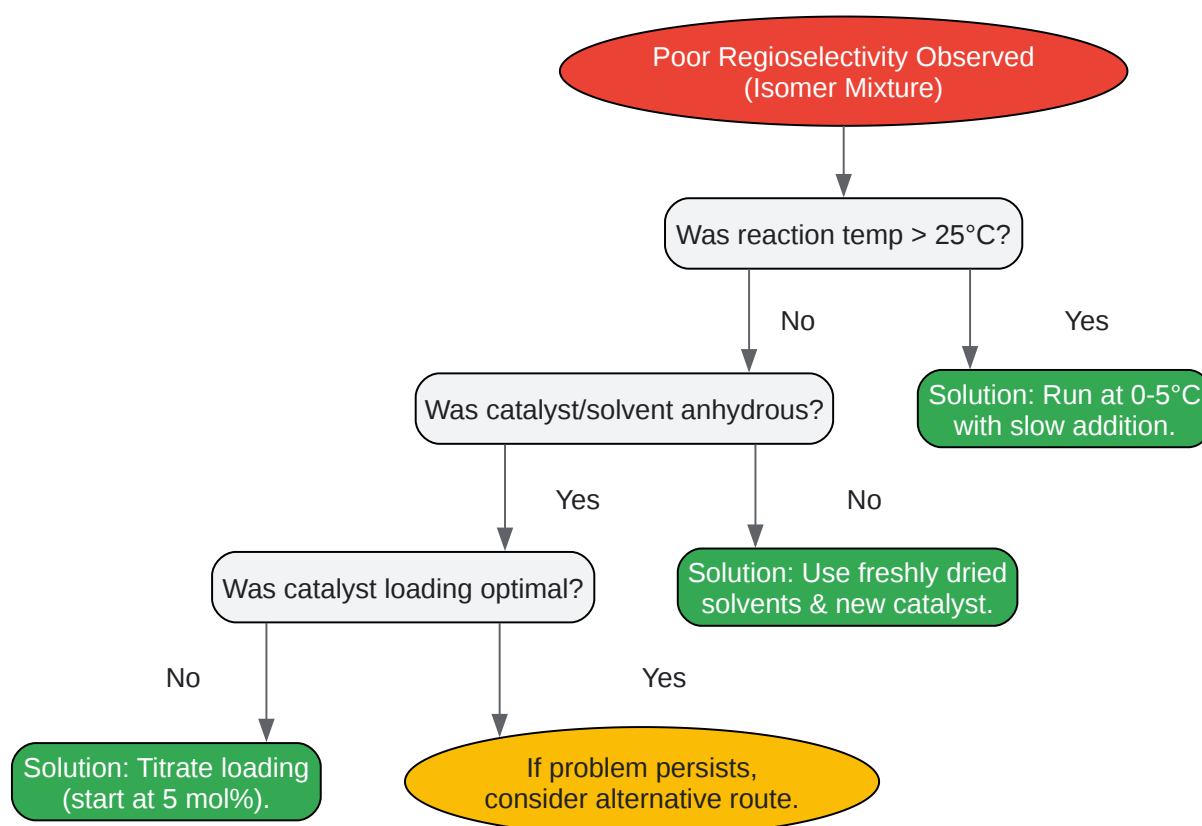 Poor Regioselectivity Observed
(Isomer Mixture)
Was reaction temp > 25°C?
No
Yes
Was catalyst/solvent anhydrous?
Solution: Run at 0-5°C
with slow addition.
Yes
No
Was catalyst loading optimal?
Solution: Use freshly dried
solvents & new catalyst.
No
Yes
Solution: Titrate loading
(start at 5 mol%).
If problem persists,
consider alternative route.